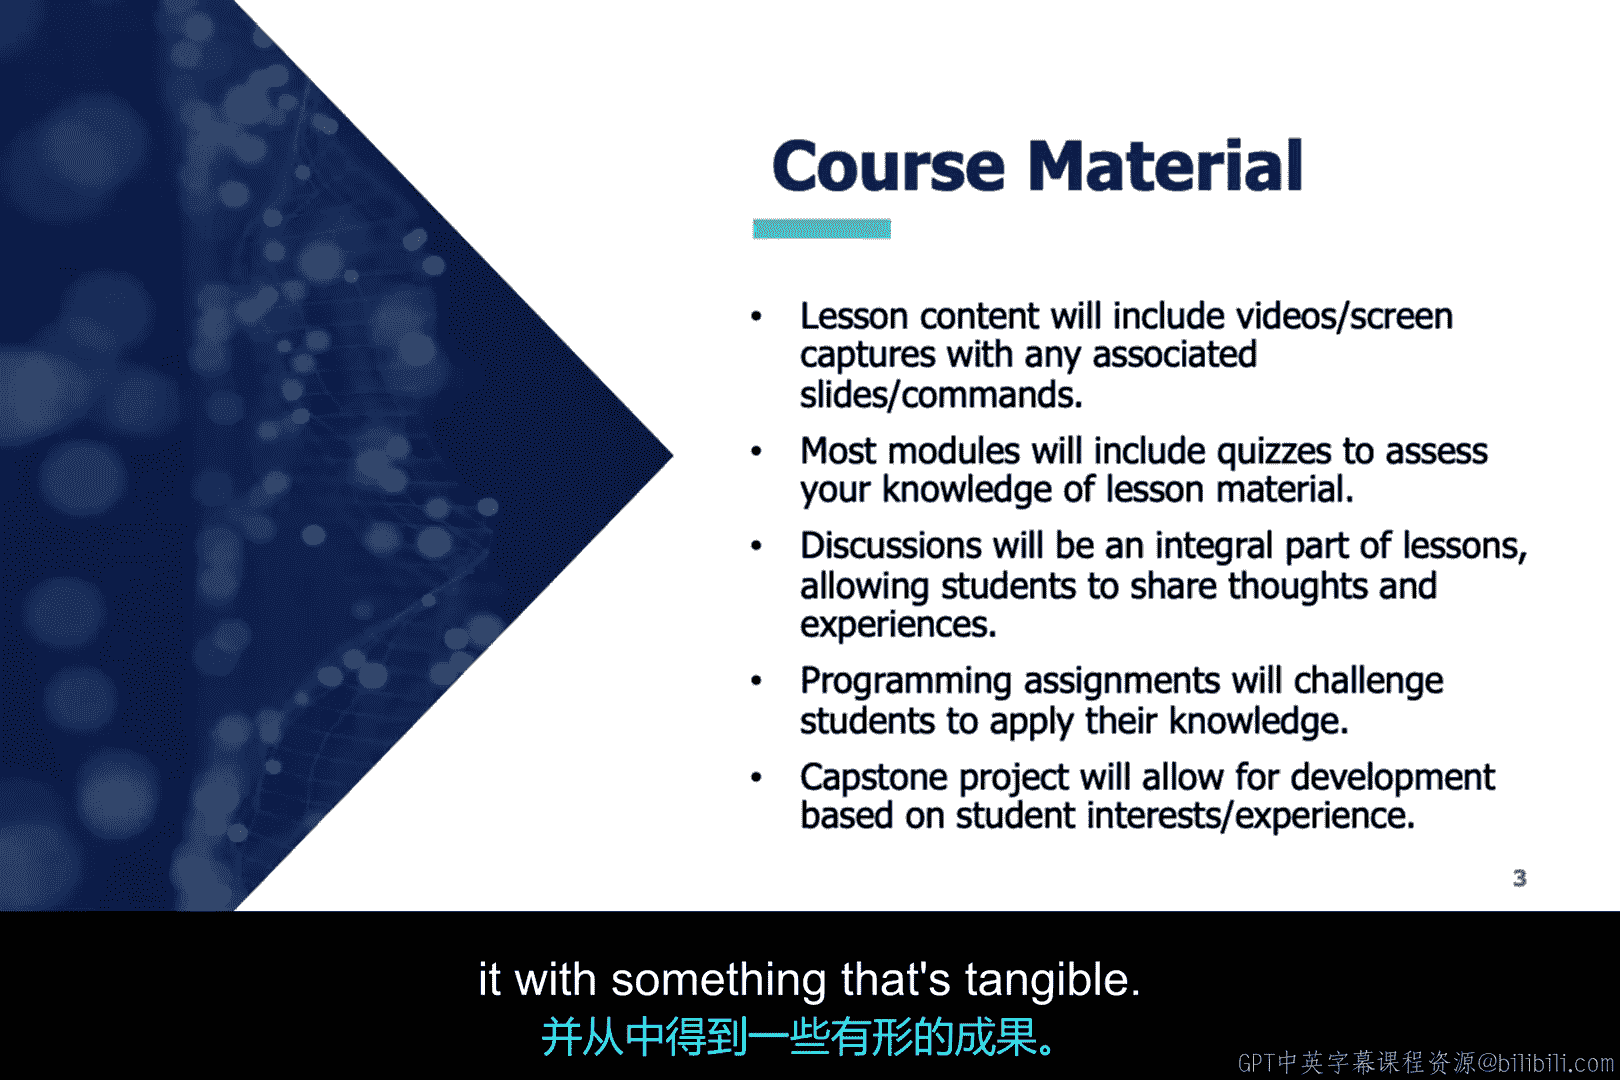 Course Material
• Lesson content will include videos/screen
captures with any associated
slides/commands.
• Most modules will include quizzes to assess
your knowledge of lesson material.
• Discussions will be an integral part of lessons,
allowing students to share thoughts and
experiences.
• Programming assignments will challenge
students to apply their knowledge.
• Capstone project will allow for development
based on student interests/experience.
3
it with something that's tangible.
并从中得到一些有形的成果。
GPT中英字幕课程资源@bilibili.com